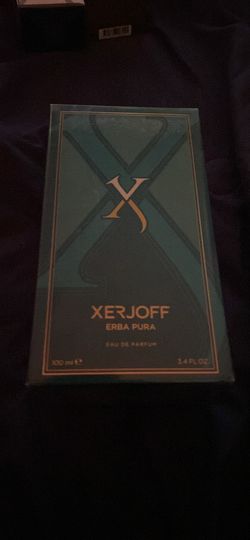 X
XERJOFF
ERBA PURA
EAU DE PARFUM
100 ml ℮ 3.4 FL.OZ.